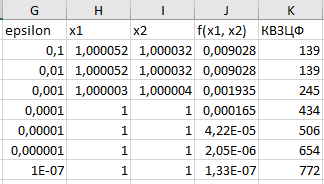 G H I J K
epsilon x1 x2 f(x1, x2) КВЗЦФ
0,1 1,000052 1,000032 0,009028 139
0,01 1,000052 1,000032 0,009028 139
0,001 1,000003 1,000004 0,001935 245
0,0001 1 1 0,000165 434
0,00001 1 1 4,22E-05 506
0,000001 1 1 2,05E-06 654
1E-07 1 1 1,33E-07 772